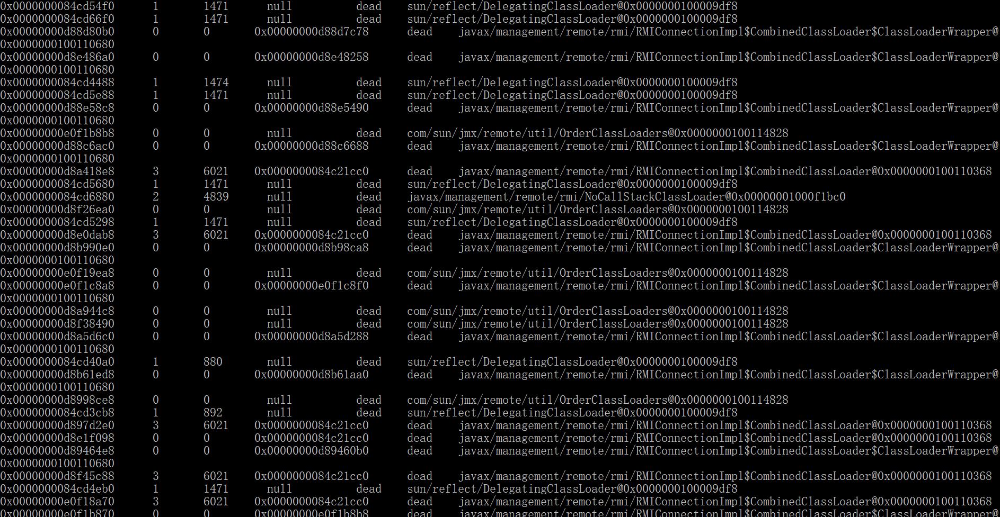 0x0000000084cd54f0 1 1471 null dead sun/reflect/DelegatingClassLoader@0x0000000100009df8
0x0000000084cd66f0 1 1471 null dead sun/reflect/DelegatingClassLoader@0x0000000100009df8
0x00000000d88d80b0 0 0 0x00000000d88d7c78 dead javax/management/remote/rmi/RMIConnectionImpl$CombinedClassLoader$ClassLoaderWrapper@
0x0000000100110680
0x00000000d8e486a0 0 0 0x00000000d8e48258 dead javax/management/remote/rmi/RMIConnectionImpl$CombinedClassLoader$ClassLoaderWrapper@
0x0000000100110680
0x0000000084cd4488 1 1474 null dead sun/reflect/DelegatingClassLoader@0x0000000100009df8
0x0000000084cd5e88 1 1471 null dead sun/reflect/DelegatingClassLoader@0x0000000100009df8
0x00000000d88e58c8 0 0 0x00000000d88e5490 dead javax/management/remote/rmi/RMIConnectionImpl$CombinedClassLoader$ClassLoaderWrapper@
0x0000000100110680
0x00000000e0f1b8b8 0 0 null dead com/sun/jmx/remote/util/OrderClassLoaders@0x0000000100114828
0x00000000d88c6ac0 0 0 0x00000000d88c6688 dead javax/management/remote/rmi/RMIConnectionImpl$CombinedClassLoader$ClassLoaderWrapper@
0x0000000100110680
0x00000000d8a418e8 3 6021 0x0000000084c21cc0 dead javax/management/remote/rmi/RMIConnectionImpl$CombinedClassLoader@0x0000000100110368
0x0000000084cd5680 1 1471 null dead sun/reflect/DelegatingClassLoader@0x0000000100009df8
0x0000000084cd6880 2 4839 null dead javax/management/remote/rmi/NoCallStackClassLoader@0x00000001000f1bc0
0x00000000d8f26ea0 0 0 null dead com/sun/jmx/remote/util/OrderClassLoaders@0x0000000100114828
0x0000000084cd5298 1 1471 null dead sun/reflect/DelegatingClassLoader@0x0000000100009df8
0x00000000d8e0dab8 3 6021 0x0000000084c21cc0 dead javax/management/remote/rmi/RMIConnectionImpl$CombinedClassLoader@0x0000000100110368
0x00000000d8b990e0 0 0 0x00000000d8b98ca8 dead javax/management/remote/rmi/RMIConnectionImpl$CombinedClassLoader$ClassLoaderWrapper@
0x0000000100110680
0x00000000e0f19ea8 0 0 null dead com/sun/jmx/remote/util/OrderClassLoaders@0x0000000100114828
0x00000000e0f1c8a8 0 0 0x00000000e0f1c8f0 dead javax/management/remote/rmi/RMIConnectionImpl$CombinedClassLoader$ClassLoaderWrapper@
0x0000000100110680
0x00000000d8a944c8 0 0 null dead com/sun/jmx/remote/util/OrderClassLoaders@0x0000000100114828
0x00000000d8f38490 0 0 null dead com/sun/jmx/remote/util/OrderClassLoaders@0x0000000100114828
0x00000000d8a5d6c0 0 0 0x00000000d8a5d288 dead javax/management/remote/rmi/RMIConnectionImpl$CombinedClassLoader$ClassLoaderWrapper@
0x0000000100110680
0x0000000084cd40a0 1 880 null dead sun/reflect/DelegatingClassLoader@0x0000000100009df8
0x00000000d8b61ed8 0 0 0x00000000d8b61aa0 dead javax/management/remote/rmi/RMIConnectionImpl$CombinedClassLoader$ClassLoaderWrapper@
0x0000000100110680
0x00000000d8998ce8 0 0 null dead com/sun/jmx/remote/util/OrderClassLoaders@0x0000000100114828
0x0000000084cd3cb8 1 892 null dead sun/reflect/DelegatingClassLoader@0x0000000100009df8
0x00000000d897d2e0 3 6021 0x0000000084c21cc0 dead javax/management/remote/rmi/RMIConnectionImpl$CombinedClassLoader@0x0000000100110368
0x00000000d8e1f098 0 0 0x0000000084c21cc0 dead javax/management/remote/rmi/RMIConnectionImpl$CombinedClassLoader@0x0000000100110368
0x00000000d89464e8 0 0 0x00000000d89460b0 dead javax/management/remote/rmi/RMIConnectionImpl$CombinedClassLoader$ClassLoaderWrapper@
0x0000000100110680
0x00000000d8f45c88 3 6021 0x0000000084c21cc0 dead javax/management/remote/rmi/RMIConnectionImpl$CombinedClassLoader@0x0000000100110368
0x0000000084cd4eb0 1 1471 null dead sun/reflect/DelegatingClassLoader@0x0000000100009df8
0x00000000e0f18a70 3 6021 0x0000000084c21cc0 dead javax/management/remote/rmi/RMIConnectionImpl$CombinedClassLoader@0x0000000100110368
0x00000000e0f1b870 0 0 0x00000000e0f1b8b8 dead javax/management/remote/rmi/RMIConnectionImpl$CombinedClassLoader$ClassLoaderWrapper@